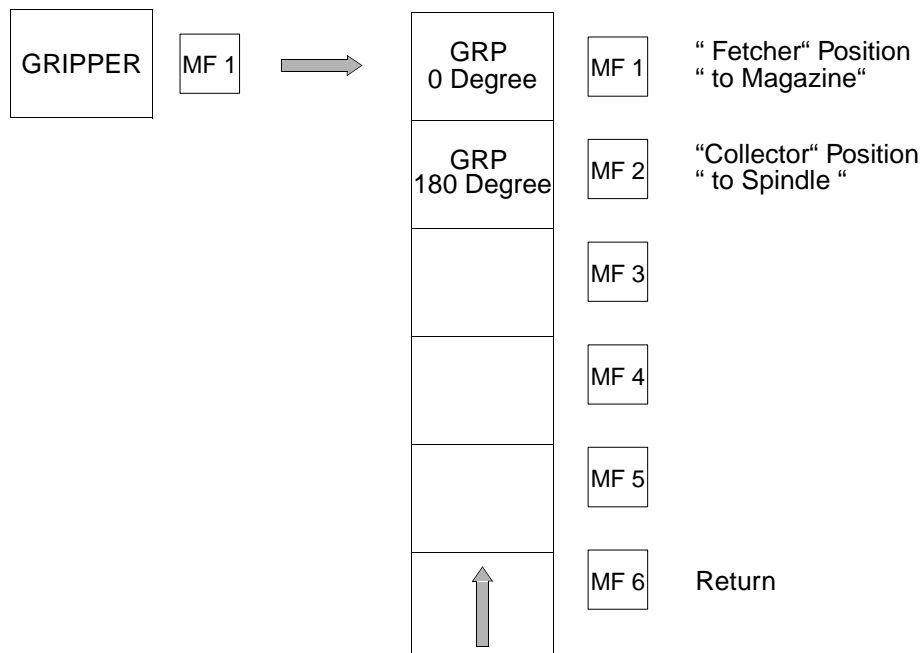 GRIPPER
MF 1
GRP
0 Degree
MF 1
“ Fetcher“ Position
“ to Magazine“
GRP
180 Degree
MF 2
“Collector“ Position
“ to Spindle “
MF 3
MF 4
MF 5
MF 6
Return